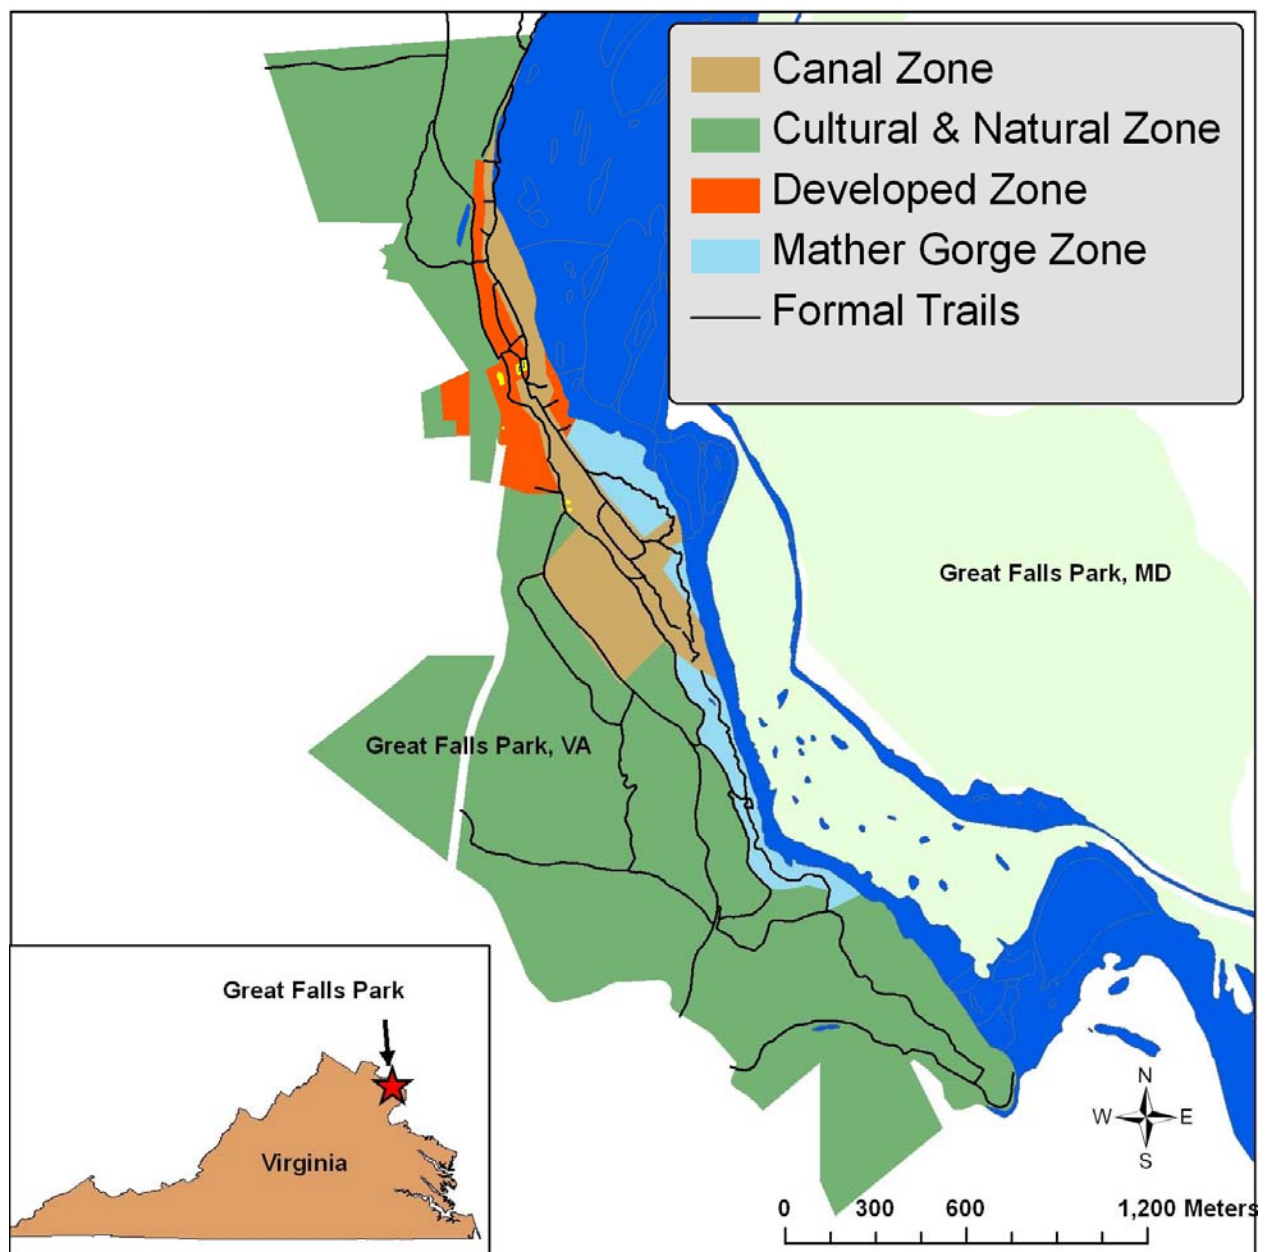 Canal Zone
Cultural & Natural Zone
Developed Zone
Mather Gorge Zone
Formal Trails
Great Falls Park, MD
Great Falls Park, VA
Great Falls Park
Virginia
N
W E
S
0 300 600 1,200 Meters